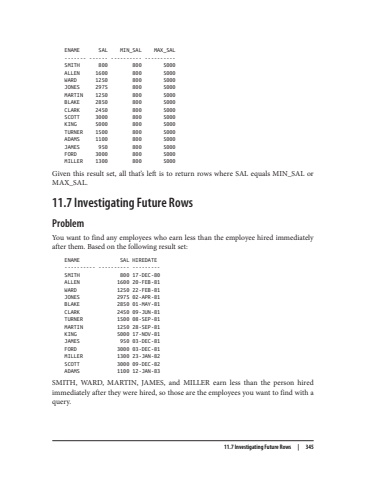 ENAME SAL MIN_SAL MAX_SAL
------- ------ ---------- ----------
SMITH 800 800 5000
ALLEN 1600 800 5000
WARD 1250 800 5000
JONES 2975 800 5000
MARTIN 1250 800 5000
BLAKE 2850 800 5000
CLARK 2450 800 5000
SCOTT 3000 800 5000
KING 5000 800 5000
TURNER 1500 800 5000
ADAMS 1100 800 5000
JAMES 950 800 5000
FORD 3000 800 5000
MILLER 1300 800 5000
Given this result set, all that's left is to return rows where SAL equals MIN_SAL or
MAX_SAL.
11.7 Investigating Future Rows
Problem
You want to find any employees who earn less than the employee hired immediately
after them. Based on the following result set:
ENAME SAL HIREDATE
---------- ---------- ---------
SMITH 800 17-DEC-80
ALLEN 1600 20-FEB-81
WARD 1250 22-FEB-81
JONES 2975 02-APR-81
BLAKE 2850 01-MAY-81
CLARK 2450 09-JUN-81
TURNER 1500 08-SEP-81
MARTIN 1250 28-SEP-81
KING 5000 17-NOV-81
JAMES 950 03-DEC-81
FORD 3000 03-DEC-81
MILLER 1300 23-JAN-82
SCOTT 3000 09-DEC-82
ADAMS 1100 12-JAN-83
SMITH, WARD, MARTIN, JAMES, and MILLER earn less than the person hired
immediately after they were hired, so those are the employees you want to find with a
query.
11.7 Investigating Future Rows | 345